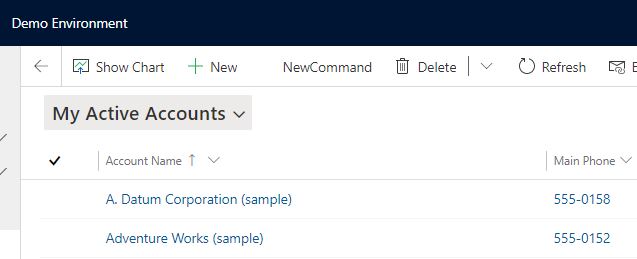 Demo Environment
Show Chart New NewCommand Delete Refresh
My Active Accounts
Account Name Main Phone
A. Datum Corporation (sample) 555-0158
Adventure Works (sample) 555-0152